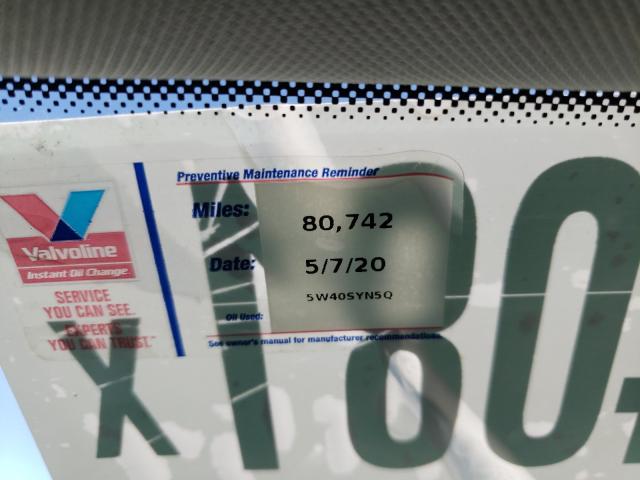 Preventive Maintenance Reminder
Miles: 80,742
Date: 5/7/20
5W40SYN5Q
Oil Used:
See owner's manual for manufacturer recommendations.
Valvoline
Instant Oil Change
SERVICE
YOU CAN SEE.
EXPERTS
YOU CAN TRUST.™
X180